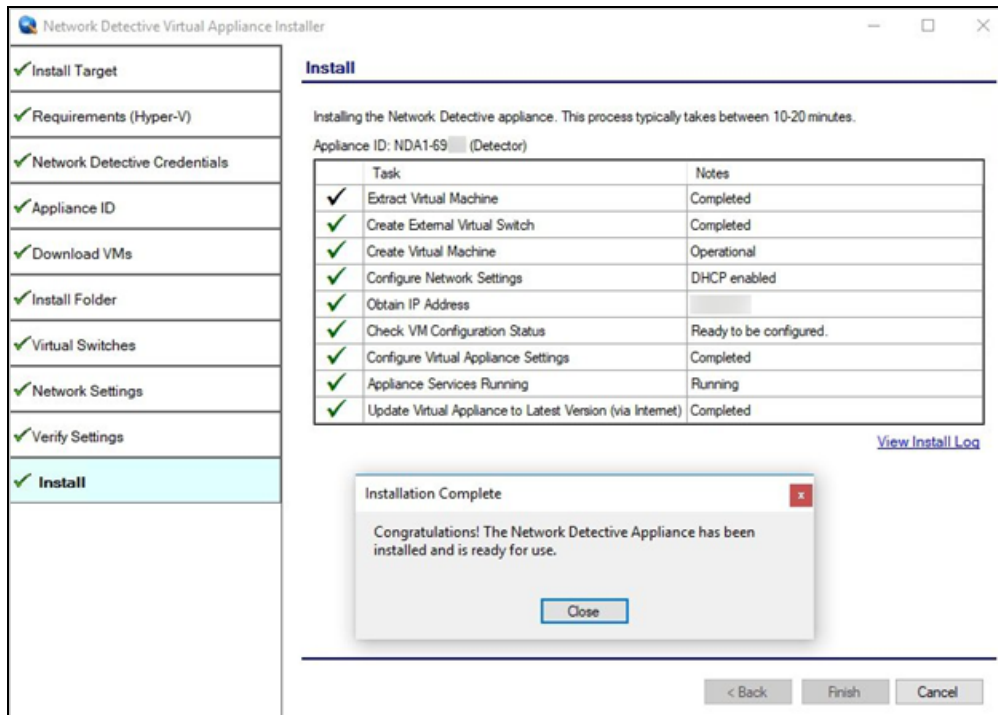 Network Detective Virtual Appliance Installer
Install Target
Requirements (Hyper-V)
Network Detective Credentials
Appliance ID
Download VMs
Install Folder
Virtual Switches
Network Settings
Verify Settings
Install
Install
Installing the Network Detective appliance. This process typically takes between 10-20 minutes.
Appliance ID: NDA1-69 (Detector)
Task Notes
Extract Virtual Machine Completed
Create External Virtual Switch Completed
Create Virtual Machine Operational
Configure Network Settings DHCP enabled
Obtain IP Address
Check VM Configuration Status Ready to be configured.
Configure Virtual Appliance Settings Completed
Appliance Services Running Running
Update Virtual Appliance to Latest Version (via Internet) Completed
View Install Log
Installation Complete
x
Congratulations! The Network Detective Appliance has been
installed and is ready for use.
Close
< Back Finish Cancel